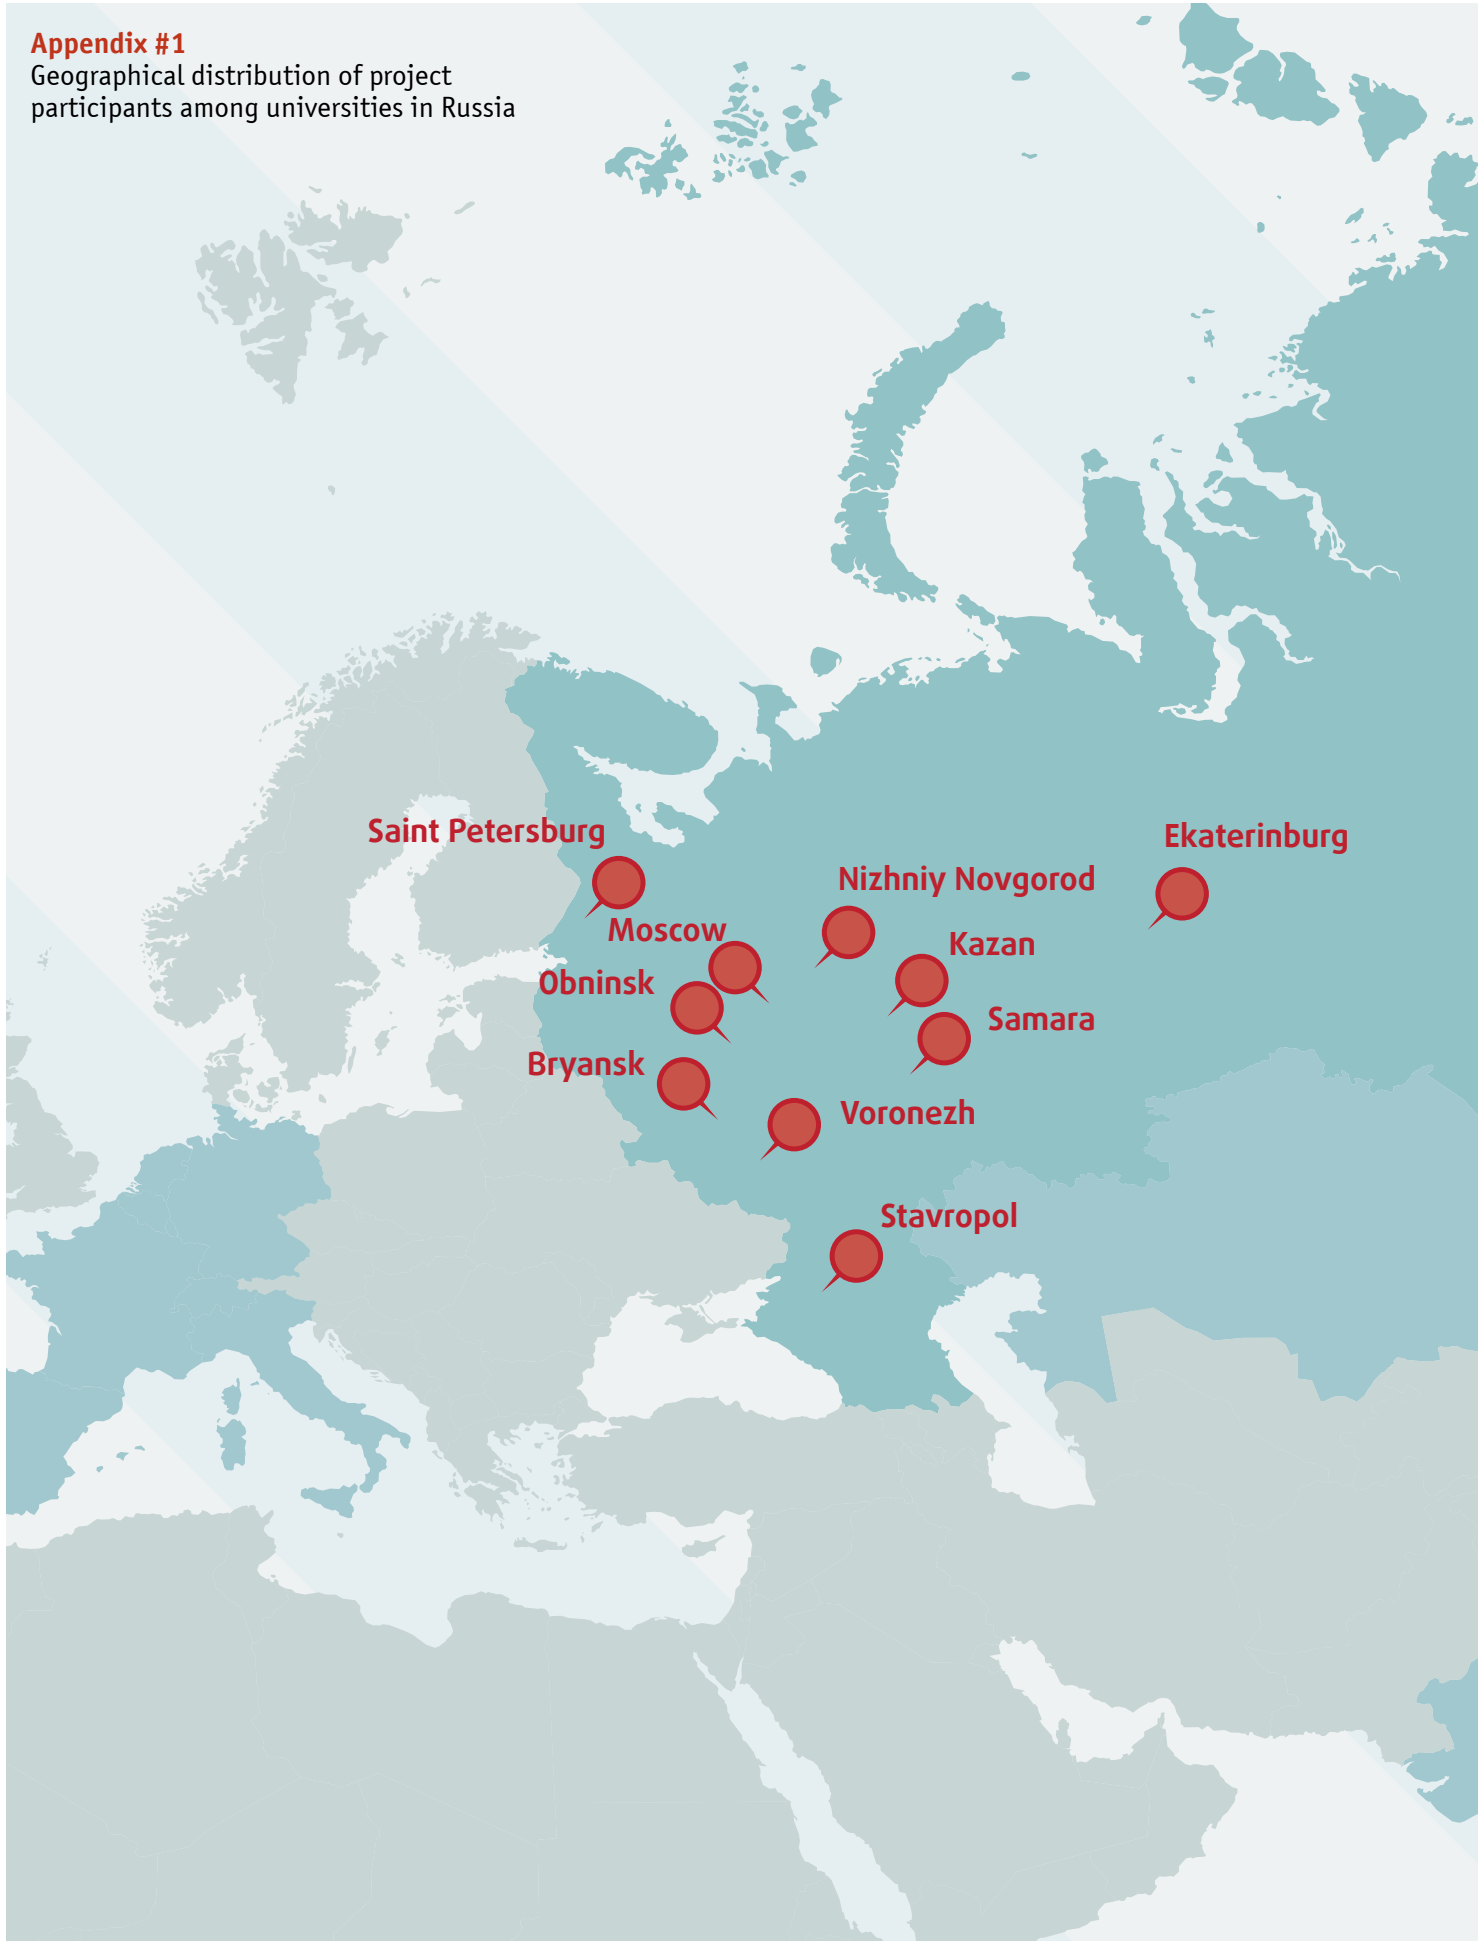 Appendix #1
Geographical distribution of project
participants among universities in Russia
Saint Petersburg
Ekaterinburg
Nizhniy Novgorod
Moscow
Kazan
Obninsk
Samara
Bryansk
Voronezh
Stavropol